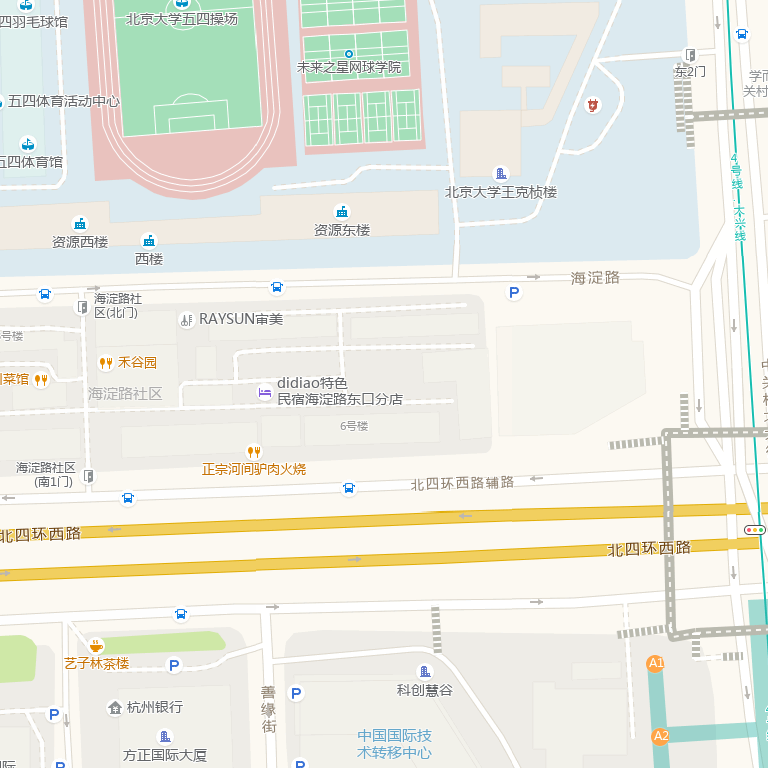 四羽毛球馆
北京大学五四操场
未来之星网球学院
东2门
五四体育活动中心
五四体育馆
4号线
大兴线
北京大学王克桢楼
资源西楼
西楼
资源东楼
海淀路
海淀路社
区(北门)
P
RAYSUN审美
号楼
禾谷园
菜馆
海淀路社区
didiao特色
民宿海淀路东口分店
6号楼
正宗河间驴肉火烧
海淀路社区
(南1门)
北四环西路辅路
北四环西路
北四环西路
艺子林茶楼
P
A1
科创慧谷
善缘街
P
P
杭州银行
方正国际大厦
中国国际技
术转移中心
A2
国际
P
P